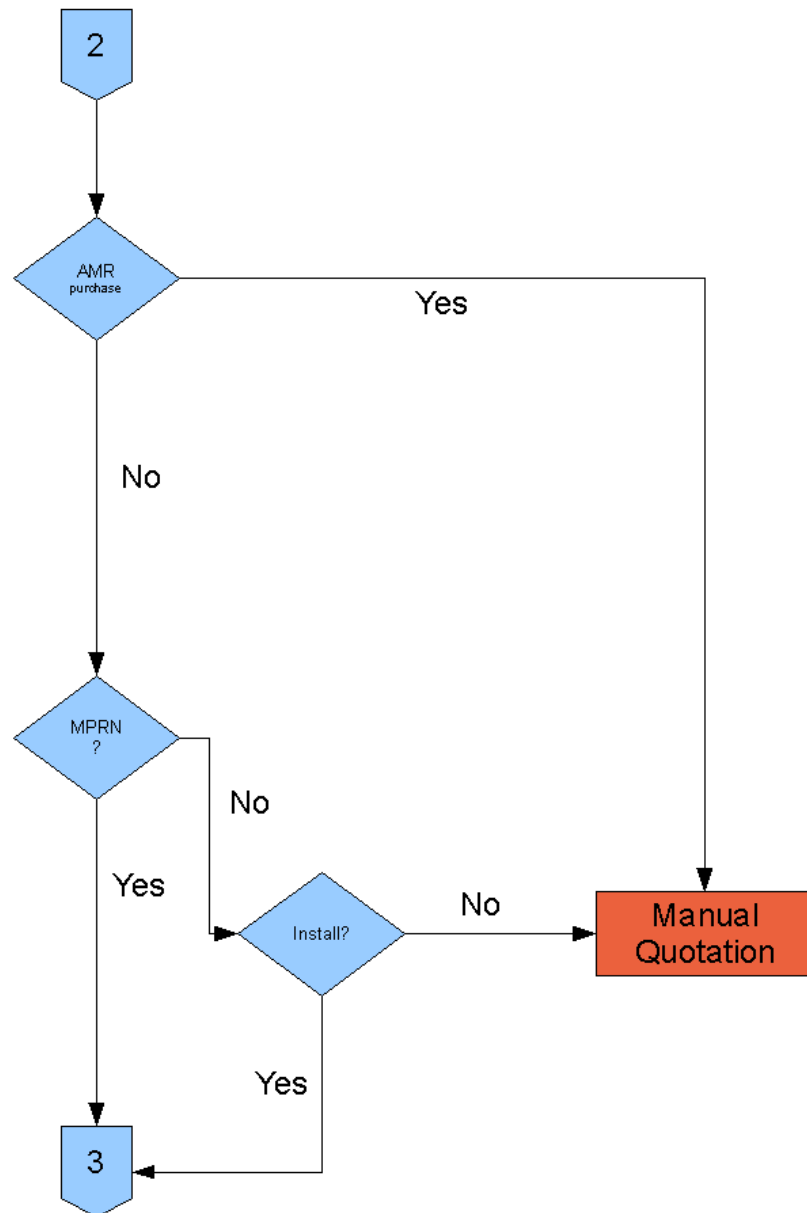 2
AMR
purchase
Yes
No
MPRN
?
No
Yes
Install?
No
Manual
Quotation
Yes
3